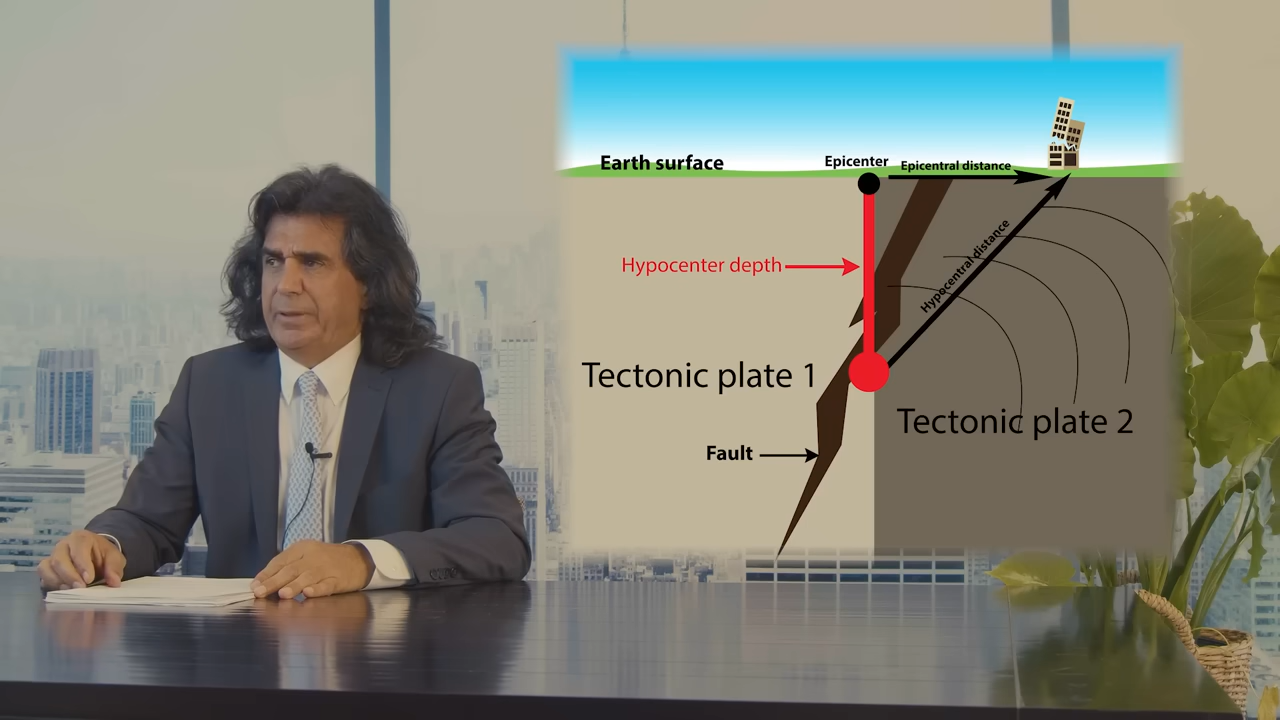 Earth surface
Epicenter
Epicentral distance
Hypocenter depth
Hypocentral distance
Tectonic plate 1
Tectonic plate 2
Fault